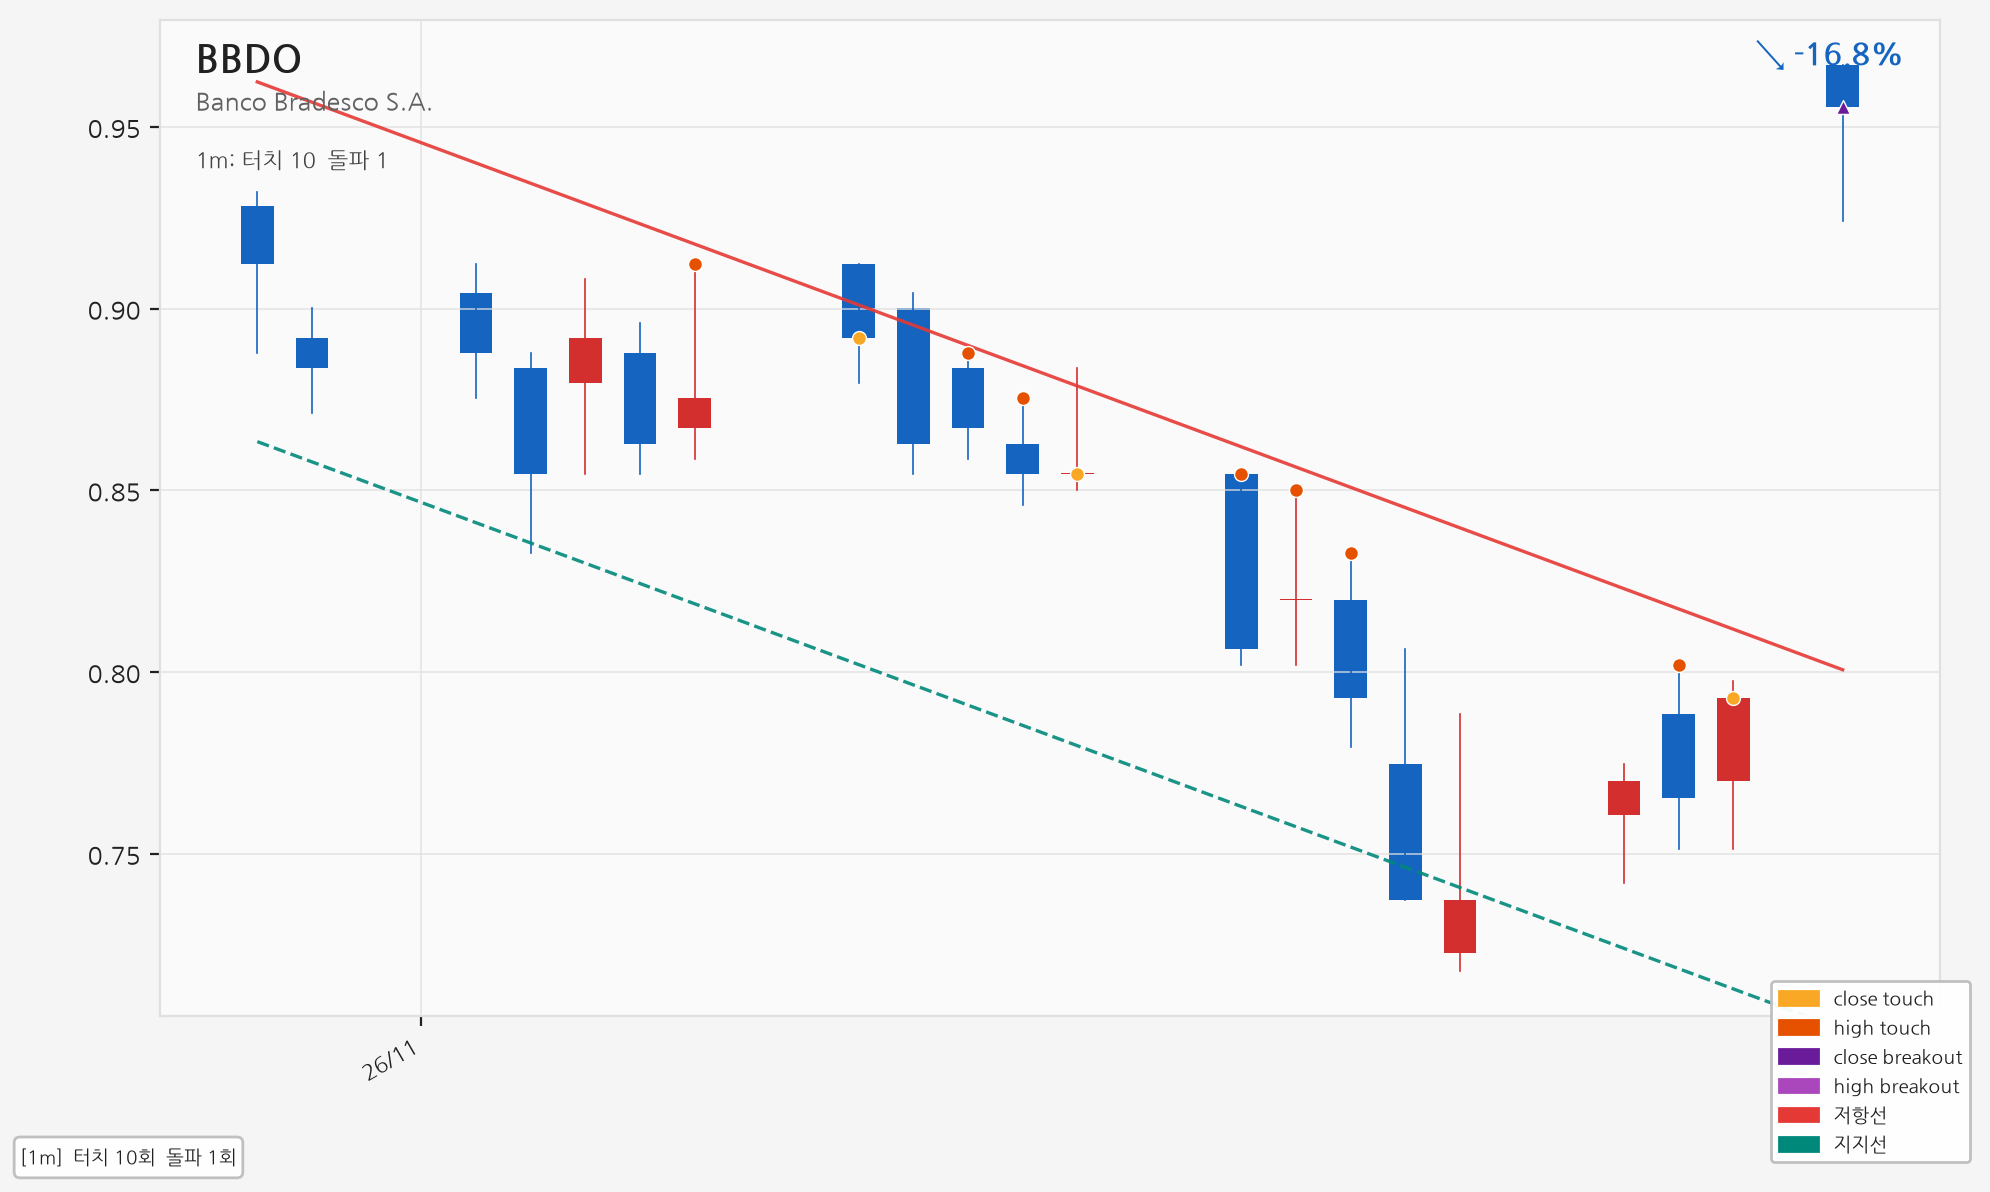 BBDO
-16.8%
Banco Bradesco S.A.
1m: 터치 10 돌파 1
0.95
0.90
0.85
0.80
0.75
26/11
close touch
high touch
close breakout
high breakout
저항선
지지선
[1m] 터치 10회 돌파 1회